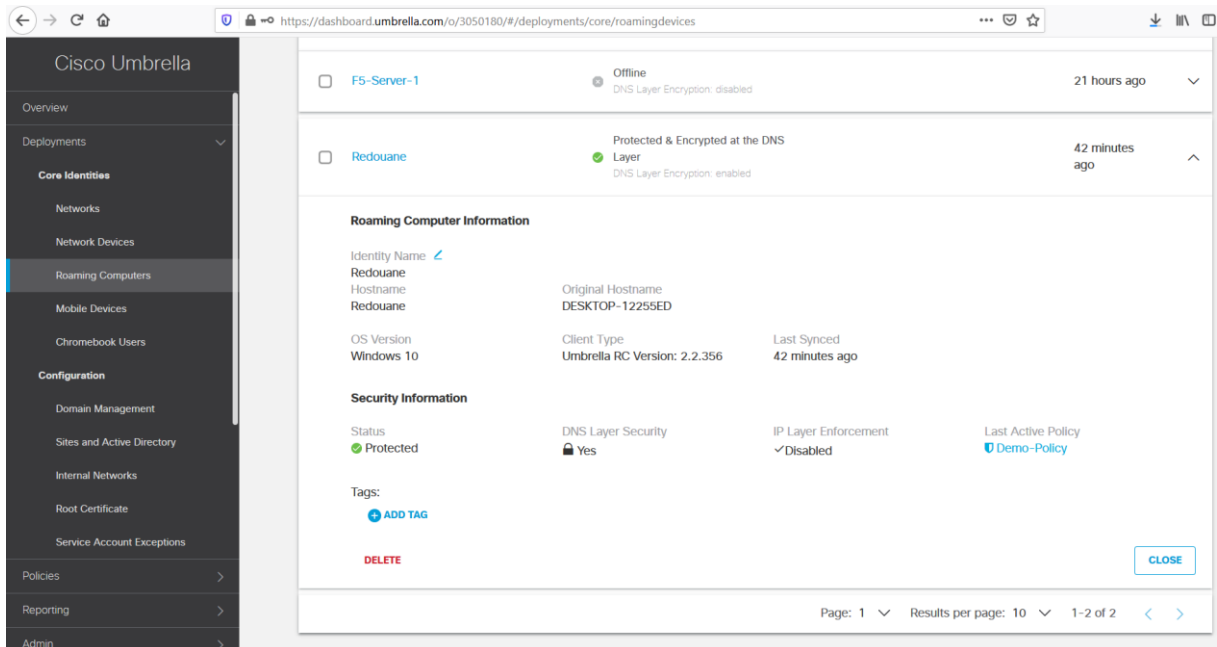 https://dashboard.umbrella.com/o/3050180/#/deployments/core/roamingdevices
Cisco Umbrella
Overview
Deployments
Core Identities
Networks
Network Devices
Roaming Computers
Mobile Devices
Chromebook Users
Configuration
Domain Management
Sites and Active Directory
Internal Networks
Root Certificate
Service Account Exceptions
Policies
Reporting
Admin
F5-Server-1
Offline
DNS Layer Encryption: disabled
21 hours ago
Redouane
Protected & Encrypted at the DNS
Layer
DNS Layer Encryption: enabled
42 minutes
ago
Roaming Computer Information
Identity Name
Redouane
Hostname
Redouane
Original Hostname
DESKTOP-12255ED
OS Version
Windows 10
Client Type
Umbrella RC Version: 2.2.356
Last Synced
42 minutes ago
Security Information
Status
Protected
DNS Layer Security
Yes
IP Layer Enforcement
Disabled
Last Active Policy
Demo-Policy
Tags:
ADD TAG
DELETE
CLOSE
Page: 1 Results per page: 10 1-2 of 2